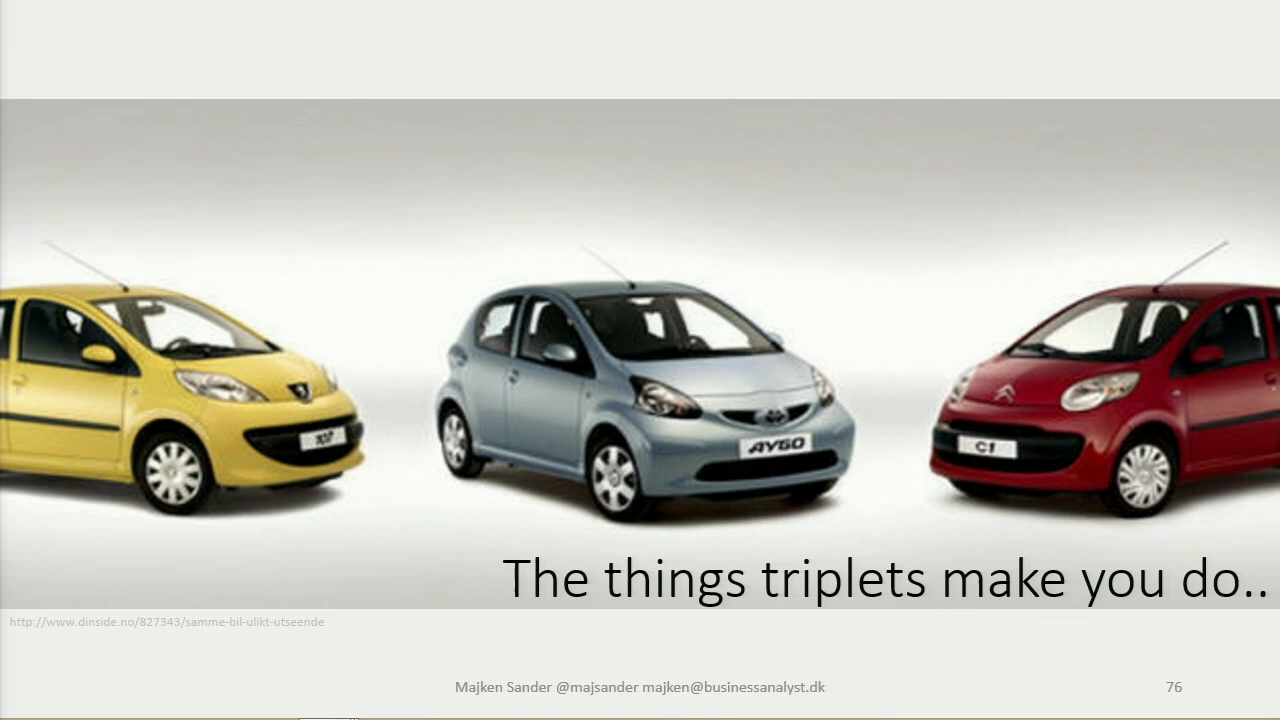 107
AYGO
C1
The things triplets make you do..
http://www.dinside.no/827343/samme-bil-ulikt-utseende
Majken Sander @majsander majken@businessanalyst.dk
76